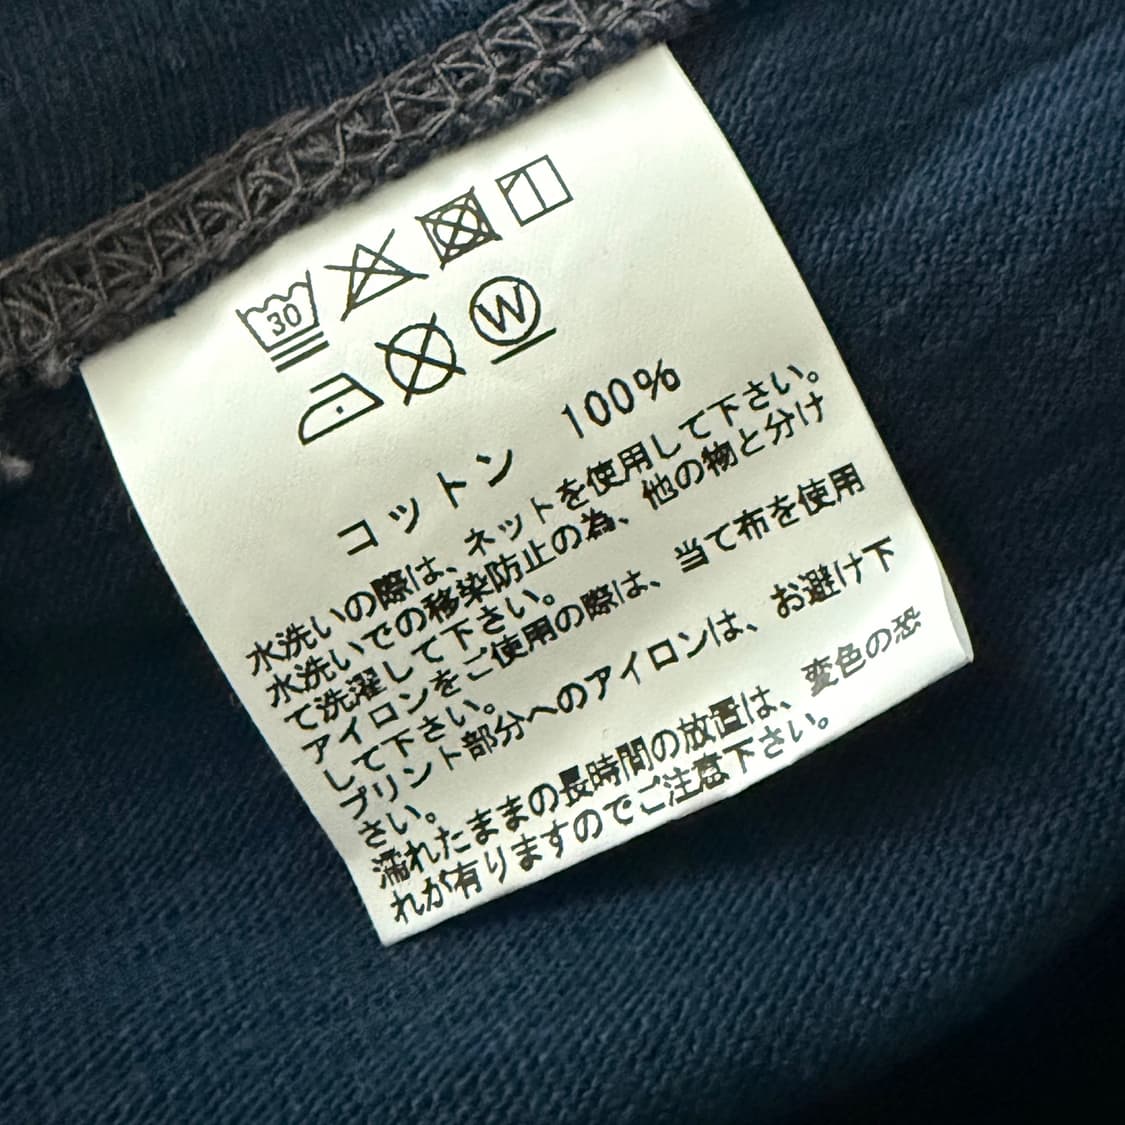 30
W
コットン 100%
水洗いの際は、ネットを使用して下さい。
水洗いでの移染防止の為、他の物と分け
て洗濯して下さい。
アイロンをご使用の際は、当て布を使用
して下さい。
プリント部分へのアイロンは、お避け下
さい。
濡れたままの長時間の放置は、変色の恐
れが有りますのでご注意下さい。